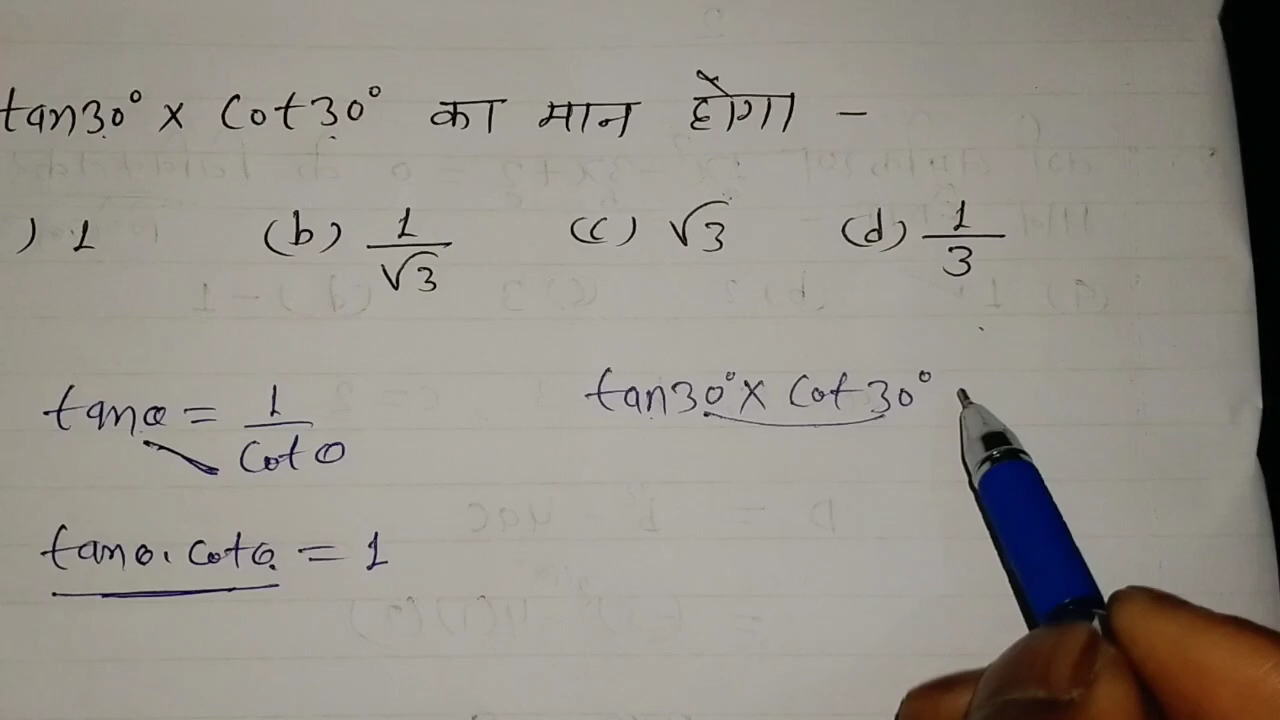 tan30° × Cot30° का मान होगा –
) 1 (b) 1/√3 (c) √3 (d) 1/3
tanθ = 1/Cotθ tan30° × Cot30°
tanθ. Cotθ = 1